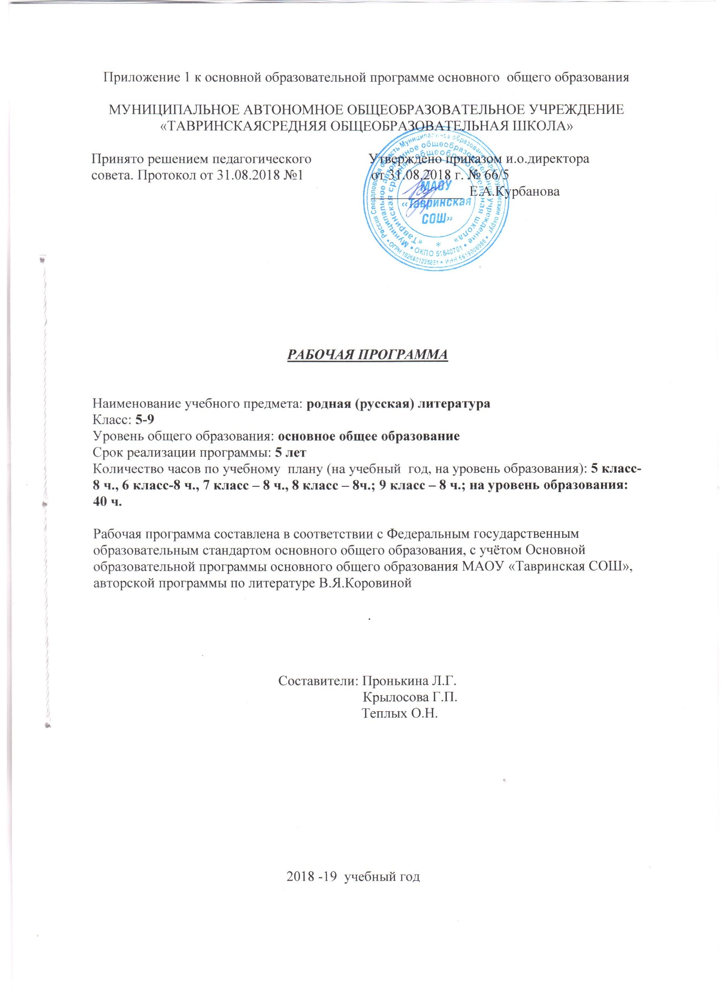 Приложение 1 к основной образовательной программе основного  общего образования
МУНИЦИПАЛЬНОЕ АВТОНОМНОЕ ОБЩЕОБРАЗОВАТЕЛЬНОЕ УЧРЕЖДЕНИЕ
«ТАВРИНСКАЯСРЕДНЯЯ ОБЩЕОБРАЗОВАТЕЛЬНАЯ ШКОЛА»
Принято решением педагогического
совета. Протокол от 31.08.2018 №1
Утверждено приказом и.о.директора
от 31.08.2018 г. № 66/5
Е.А.Курбанова
Муниципальное автономное общеобразовательное учреждение
«Тавринская средняя общеобразовательная школа»
• ОКПО 51840701 •
МАОУ
«Тавринская
СОШ»
РАБОЧАЯ ПРОГРАММА
Наименование учебного предмета: родная (русская) литература
Класс: 5-9
Уровень общего образования: основное общее образование
Срок реализации программы: 5 лет
Количество часов по учебному  плану (на учебный  год, на уровень образования): 5 класс-
8 ч., 6 класс-8 ч., 7 класс – 8 ч., 8 класс – 8ч.; 9 класс – 8 ч.; на уровень образования:
40 ч.
Рабочая программа составлена в соответствии с Федеральным государственным
образовательным стандартом основного общего образования, с учётом Основной
образовательной программы основного общего образования МАОУ «Тавринская СОШ»,
авторской программы по литературе В.Я.Коровиной
.
Составители: Пронькина Л.Г.
Крылосова Г.П.
Теплых О.Н.
2018 -19  учебный год